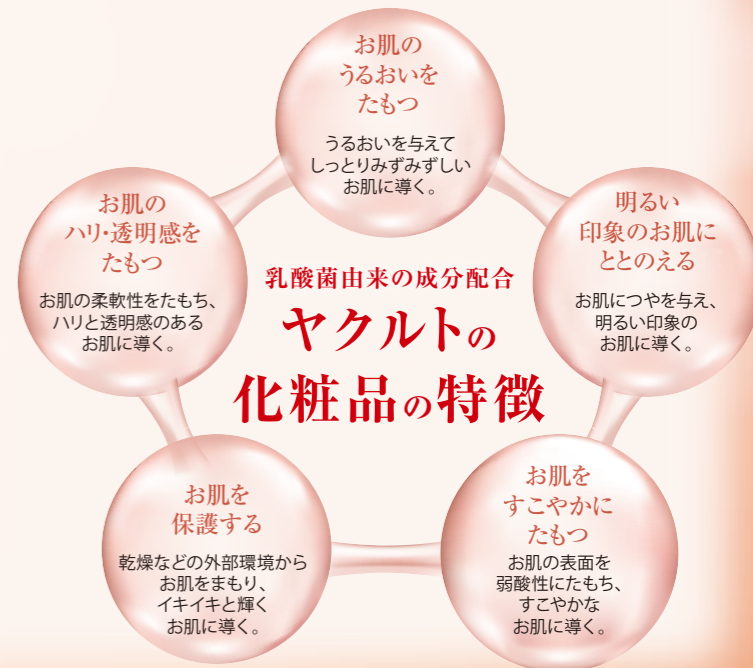 お肌の
うるおいを
たもつ
うるおいを与えて
しっとりみずみずしい
お肌に導く。
お肌の
ハリ・透明感を
たもつ
お肌の柔軟性をたもち、
ハリと透明感のある
お肌に導く。
明るい
印象のお肌に
ととのえる
お肌につやを与え、
明るい印象の
お肌に導く。
乳酸菌由来の成分配合
ヤクルトの
化粧品の特徴
お肌を
保護する
乾燥などの外部環境から
お肌をまもり、
イキイキと輝く
お肌に導く。
お肌を
すこやかに
たもつ
お肌の表面を
弱酸性にたもち、
すこやかな
お肌に導く。